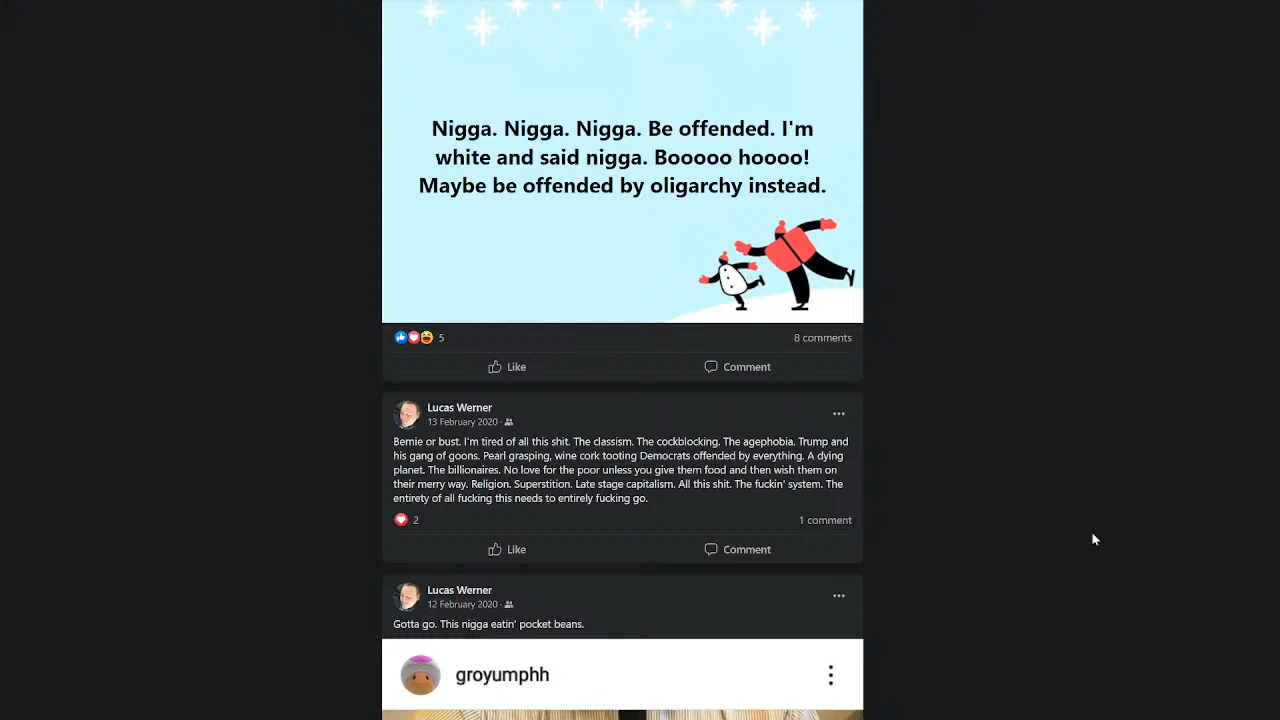 Nigga. Nigga. Nigga. Be offended. I'm
white and said nigga. Booooo hoooo!
Maybe be offended by oligarchy instead.
5
8 comments
Like
Comment
Lucas Werner
13 February 2020 ·
Bernie or bust. I'm tired of all this shit. The classism. The cockblocking. The agephobia. Trump and
his gang of goons. Pearl grasping, wine cork tooting Democrats offended by everything. A dying
planet. The billionaires. No love for the poor unless you give them food and then wish them on
their merry way. Religion. Superstition. Late stage capitalism. All this shit. The fuckin' system. The
entirety of all fucking this needs to entirely fucking go.
2
1 comment
Like
Comment
Lucas Werner
12 February 2020 ·
Gotta go. This nigga eatin' pocket beans.
groyumphh